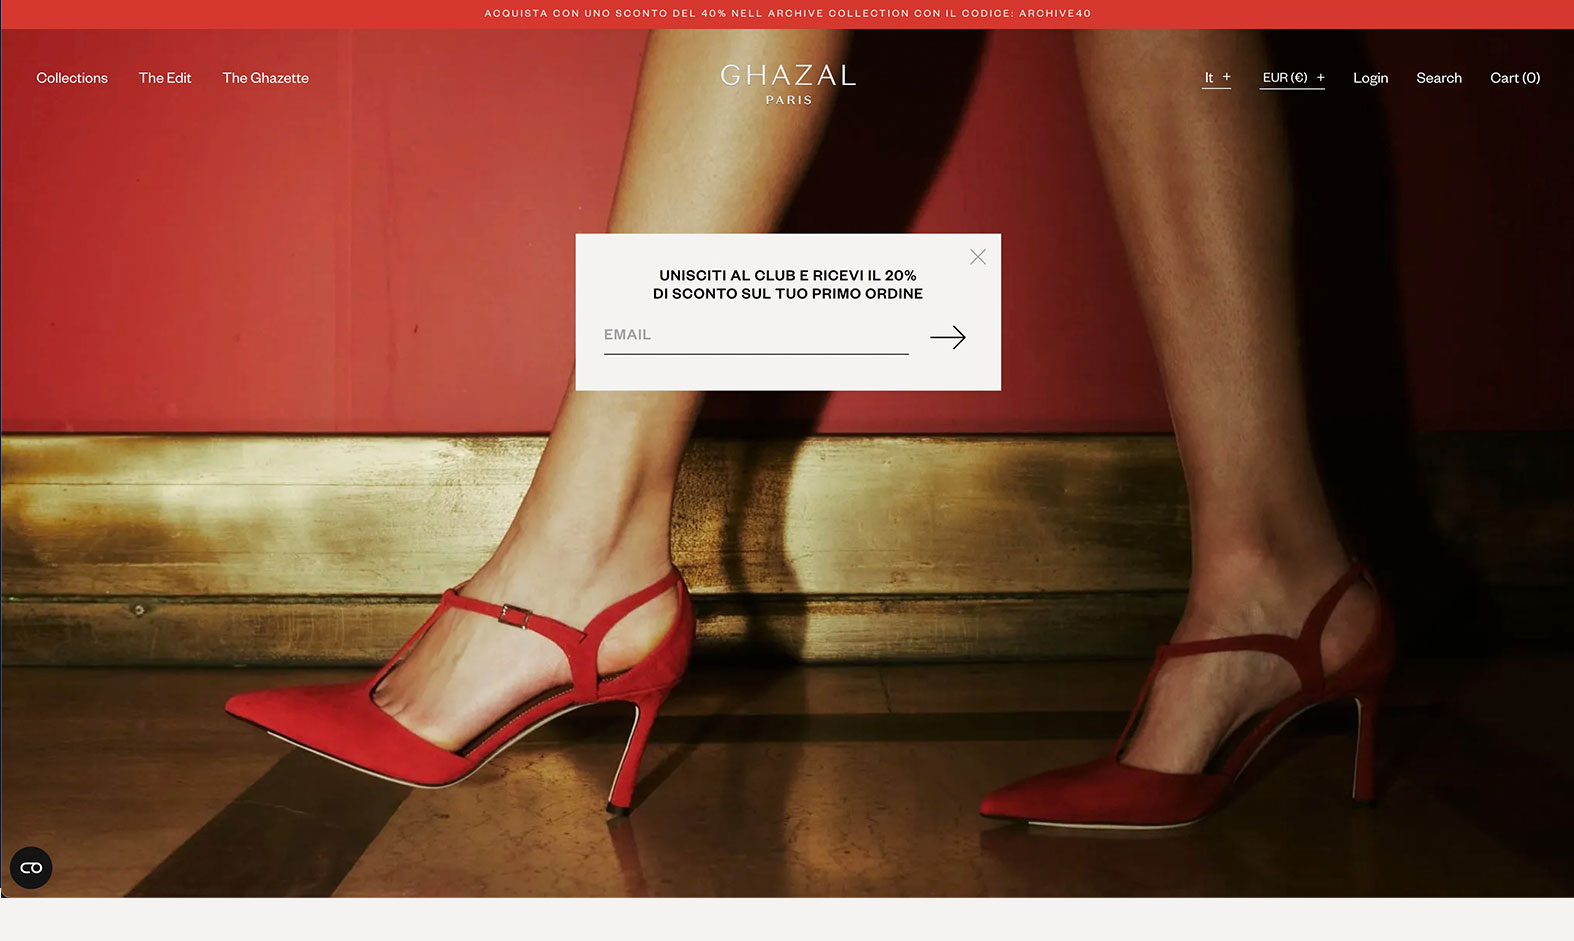 ACQUISTA CON UNO SCONTO DEL 40% NELL ARCHIVE COLLECTION CON IL CODICE: ARCHIVE40
Collections The Edit The Ghazette
GHAZAL
PARIS
It + EUR (€) + Login Search Cart (0)
UNISCITI AL CLUB E RICEVI IL 20%
DI SCONTO SUL TUO PRIMO ORDINE
EMAIL